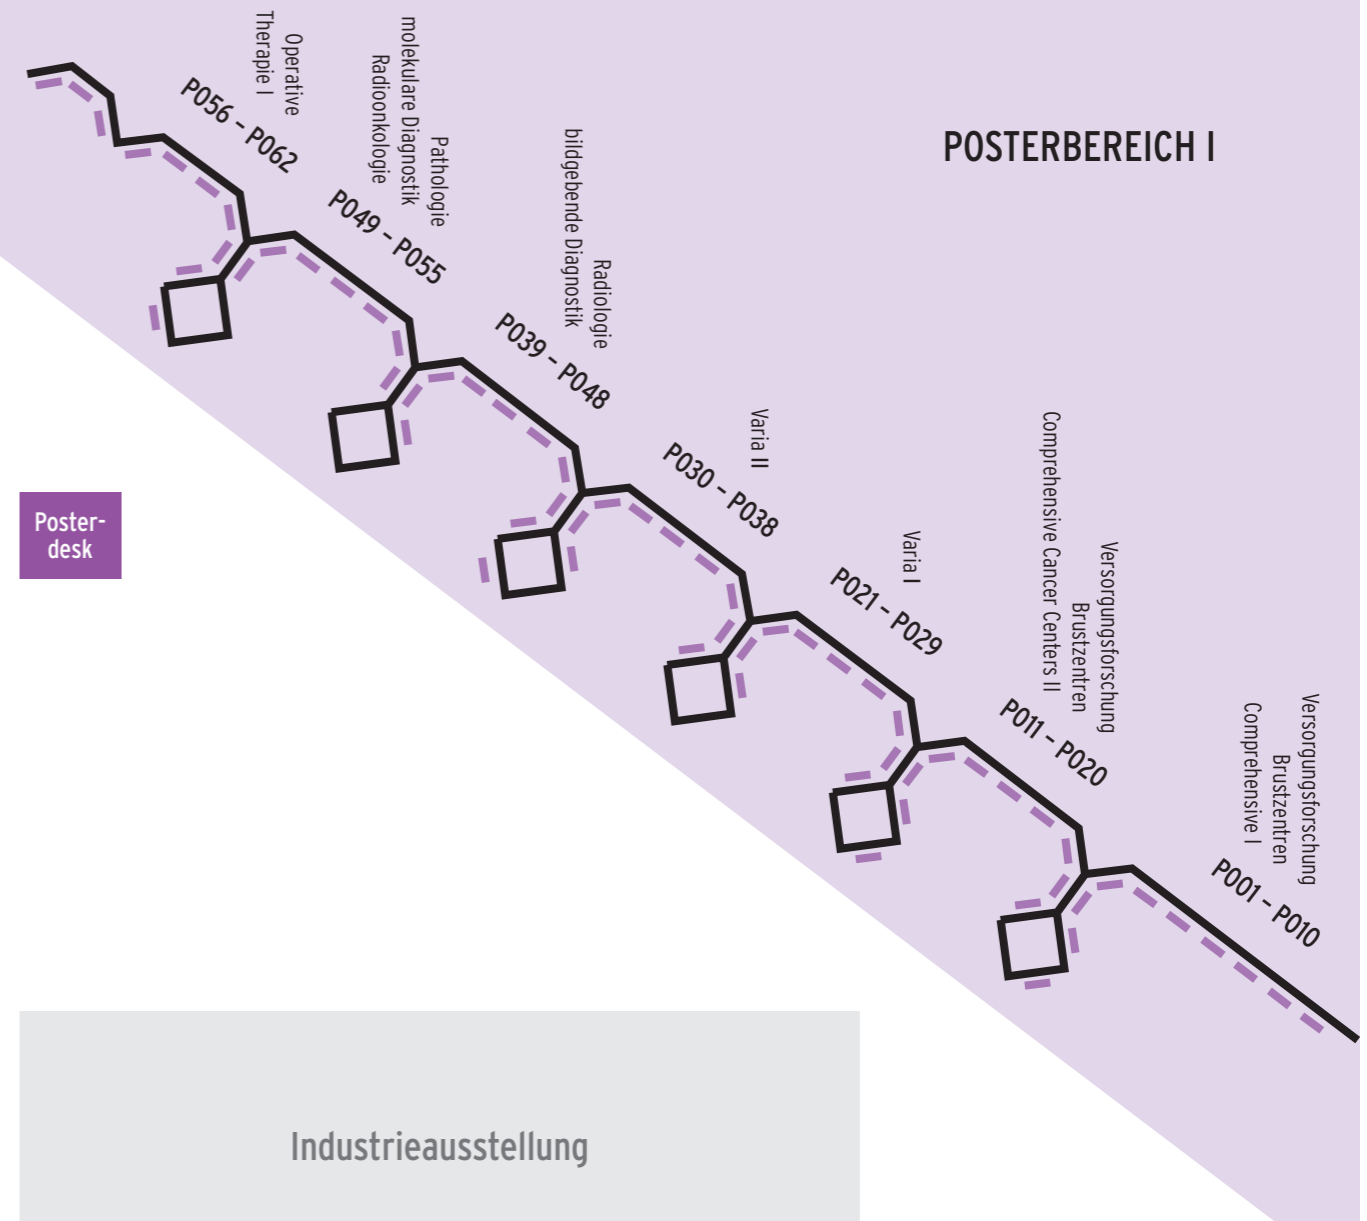 POSTERBEREICH I
Operative
Therapie I
P056 – P062
Pathologie
molekulare Diagnostik
Radioonkologie
P049 – P055
Radiologie
bildgebende Diagnostik
P039 – P048
Varia II
P030 – P038
Varia I
P021 – P029
Versorgungsforschung
Brustzentren
Comprehensive Cancer Centers II
P011 – P020
Versorgungsforschung
Brustzentren
Comprehensive I
P001 – P010
Poster-
desk
Industrieausstellung